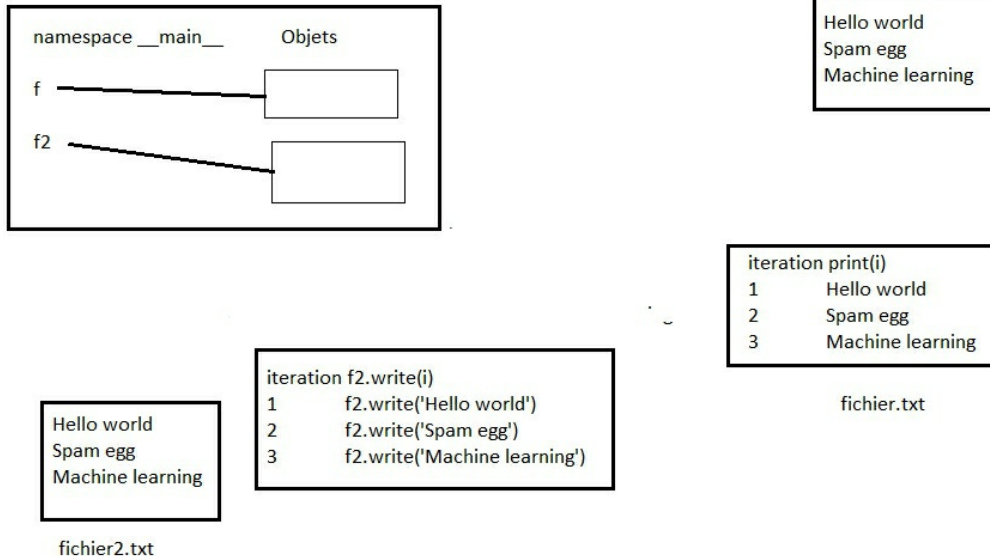 namespace __main__ Objets
f
f2
Hello world
Spam egg
Machine learning
iteration print(i)
1 Hello world
2 Spam egg
3 Machine learning
fichier.txt
iteration f2.write(i)
1 f2.write('Hello world')
2 f2.write('Spam egg')
3 f2.write('Machine learning')
Hello world
Spam egg
Machine learning
fichier2.txt